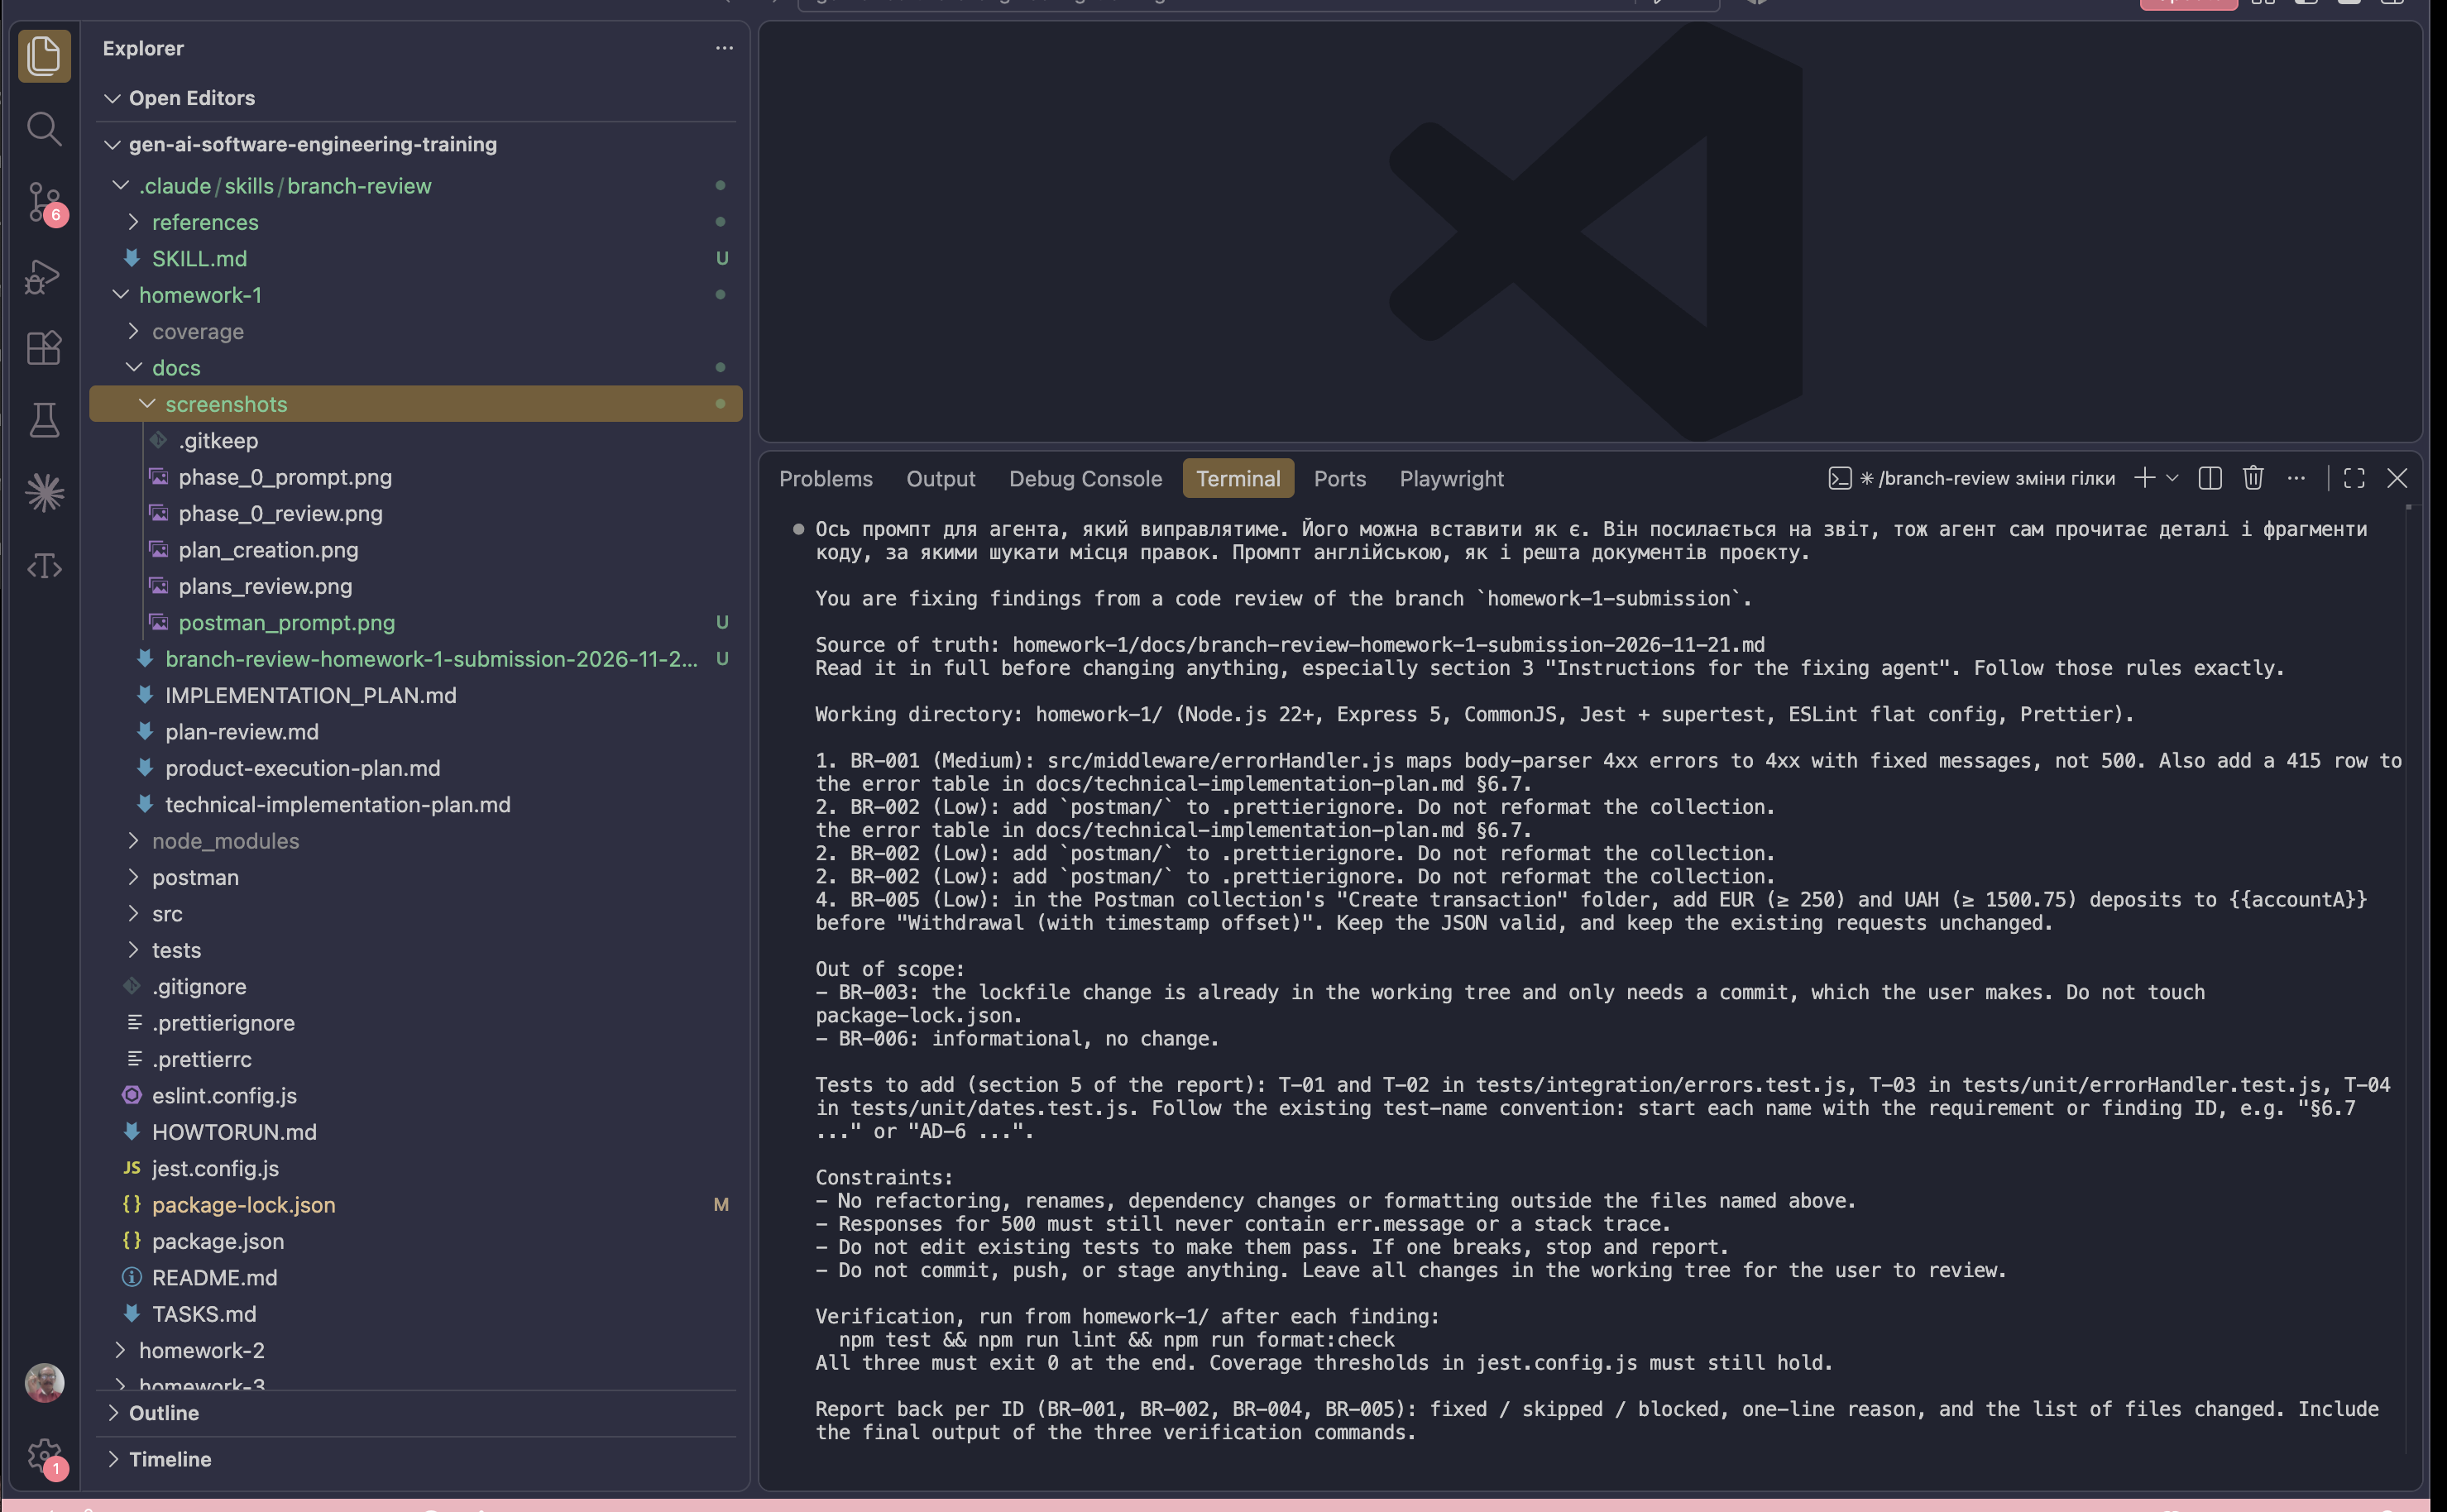 Explorer
Open Editors
gen-ai-software-engineering-training
.claude/skills/branch-review
references
SKILL.md U
homework-1
coverage
docs
screenshots
.gitkeep
phase_0_prompt.png
phase_0_review.png
plan_creation.png
plans_review.png
postman_prompt.png U
branch-review-homework-1-submission-2026-11-2... U
IMPLEMENTATION_PLAN.md
plan-review.md
product-execution-plan.md
technical-implementation-plan.md
node_modules
postman
src
tests
.gitignore
.prettierignore
.prettierrc
eslint.config.js
HOWTORUN.md
JS jest.config.js
{} package-lock.json M
{} package.json
README.md
TASKS.md
homework-2
homework-3
Outline
Timeline
6
1
Problems Output Debug Console Terminal Ports Playwright
✳ /branch-review зміни гілки
Ось промпт для агента, який виправлятиме. Його можна вставити як є. Він посилається на звіт, тож агент сам прочитає деталі і фрагменти
коду, за якими шукати місця правок. Промпт англійською, як і решта документів проєкту.
You are fixing findings from a code review of the branch `homework-1-submission`.
Source of truth: homework-1/docs/branch-review-homework-1-submission-2026-11-21.md
Read it in full before changing anything, especially section 3 "Instructions for the fixing agent". Follow those rules exactly.
Working directory: homework-1/ (Node.js 22+, Express 5, CommonJS, Jest + supertest, ESLint flat config, Prettier).
1. BR-001 (Medium): src/middleware/errorHandler.js maps body-parser 4xx errors to 4xx with fixed messages, not 500. Also add a 415 row to
the error table in docs/technical-implementation-plan.md §6.7.
2. BR-002 (Low): add `postman/` to .prettierignore. Do not reformat the collection.
the error table in docs/technical-implementation-plan.md §6.7.
2. BR-002 (Low): add `postman/` to .prettierignore. Do not reformat the collection.
2. BR-002 (Low): add `postman/` to .prettierignore. Do not reformat the collection.
4. BR-005 (Low): in the Postman collection's "Create transaction" folder, add EUR (≥ 250) and UAH (≥ 1500.75) deposits to {{accountA}}
before "Withdrawal (with timestamp offset)". Keep the JSON valid, and keep the existing requests unchanged.
Out of scope:
- BR-003: the lockfile change is already in the working tree and only needs a commit, which the user makes. Do not touch
package-lock.json.
- BR-006: informational, no change.
Tests to add (section 5 of the report): T-01 and T-02 in tests/integration/errors.test.js, T-03 in tests/unit/errorHandler.test.js, T-04
in tests/unit/dates.test.js. Follow the existing test-name convention: start each name with the requirement or finding ID, e.g. "§6.7
..." or "AD-6 ...".
Constraints:
- No refactoring, renames, dependency changes or formatting outside the files named above.
- Responses for 500 must still never contain err.message or a stack trace.
- Do not edit existing tests to make them pass. If one breaks, stop and report.
- Do not commit, push, or stage anything. Leave all changes in the working tree for the user to review.
Verification, run from homework-1/ after each finding:
npm test && npm run lint && npm run format:check
All three must exit 0 at the end. Coverage thresholds in jest.config.js must still hold.
Report back per ID (BR-001, BR-002, BR-004, BR-005): fixed / skipped / blocked, one-line reason, and the list of files changed. Include
the final output of the three verification commands.